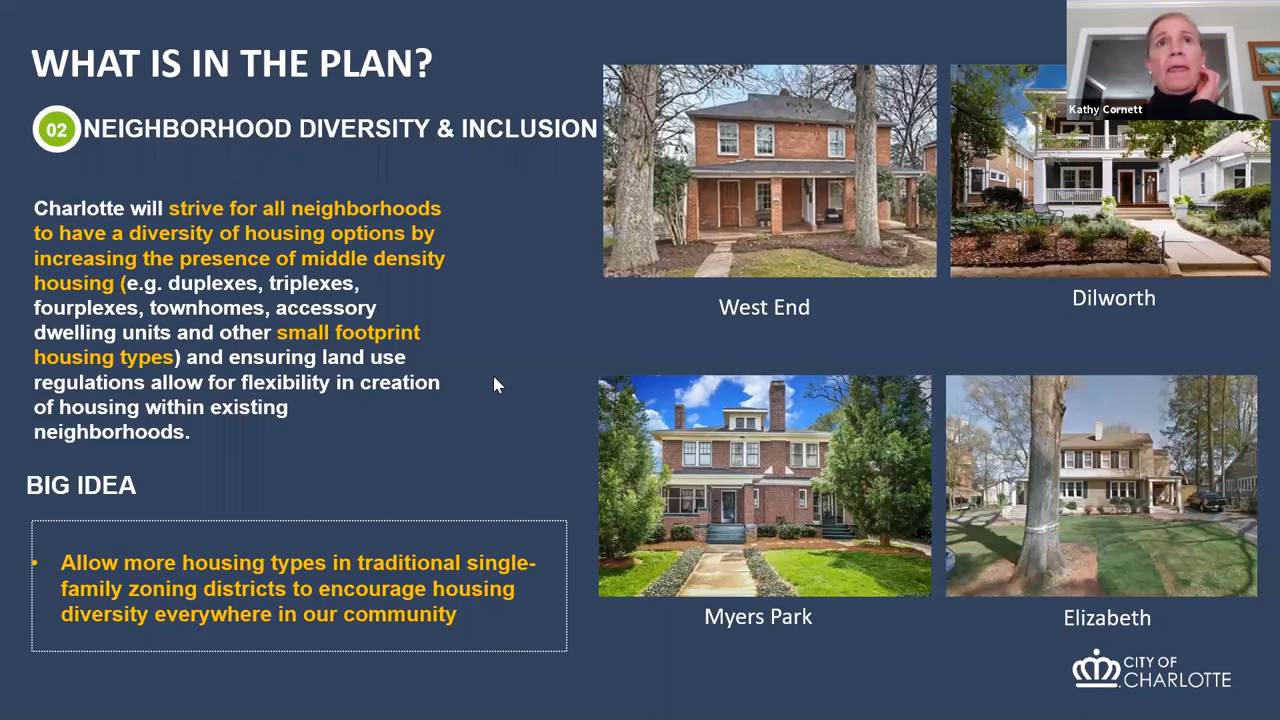 WHAT IS IN THE PLAN?
02
NEIGHBORHOOD DIVERSITY & INCLUSION
Charlotte will strive for all neighborhoods
to have a diversity of housing options by
increasing the presence of middle density
housing (e.g. duplexes, triplexes,
fourplexes, townhomes, accessory
dwelling units and other small footprint
housing types) and ensuring land use
regulations allow for flexibility in creation
of housing within existing
neighborhoods.
BIG IDEA
• Allow more housing types in traditional single-
family zoning districts to encourage housing
diversity everywhere in our community
Kathy Cornett
West End
Dilworth
Myers Park
Elizabeth
CITY OF
CHARLOTTE